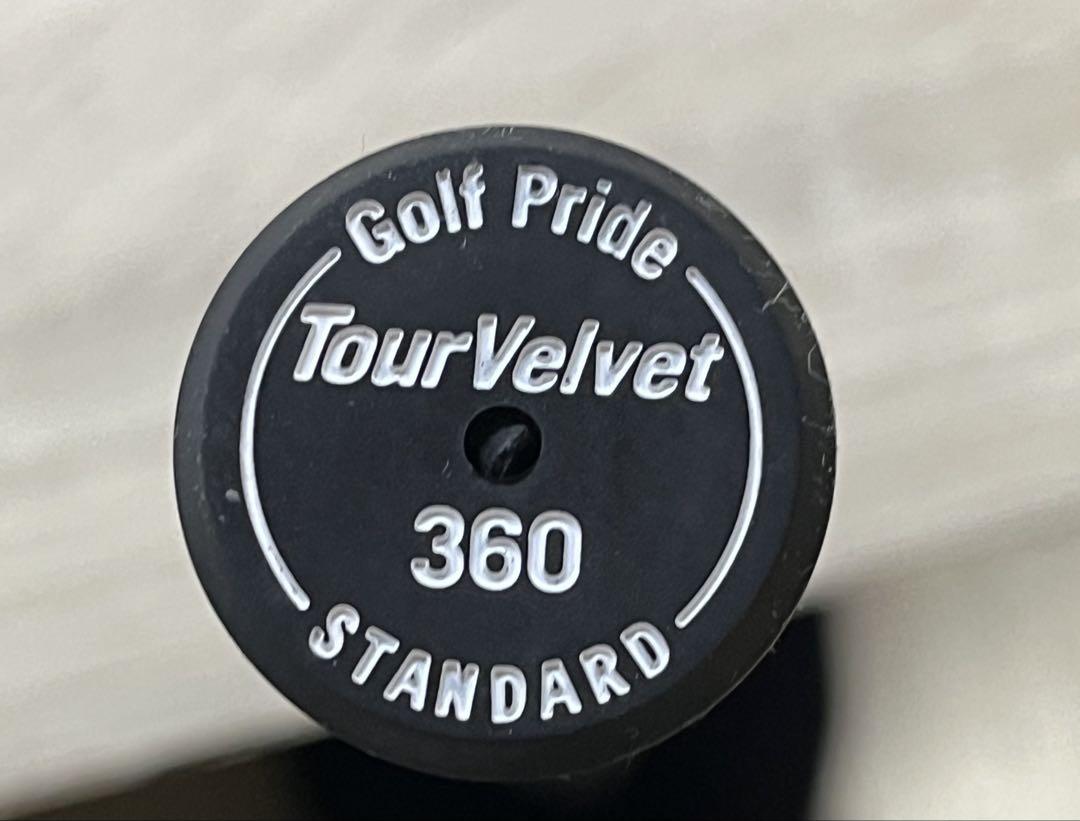 Golf Pride
TourVelvet
360
STANDARD